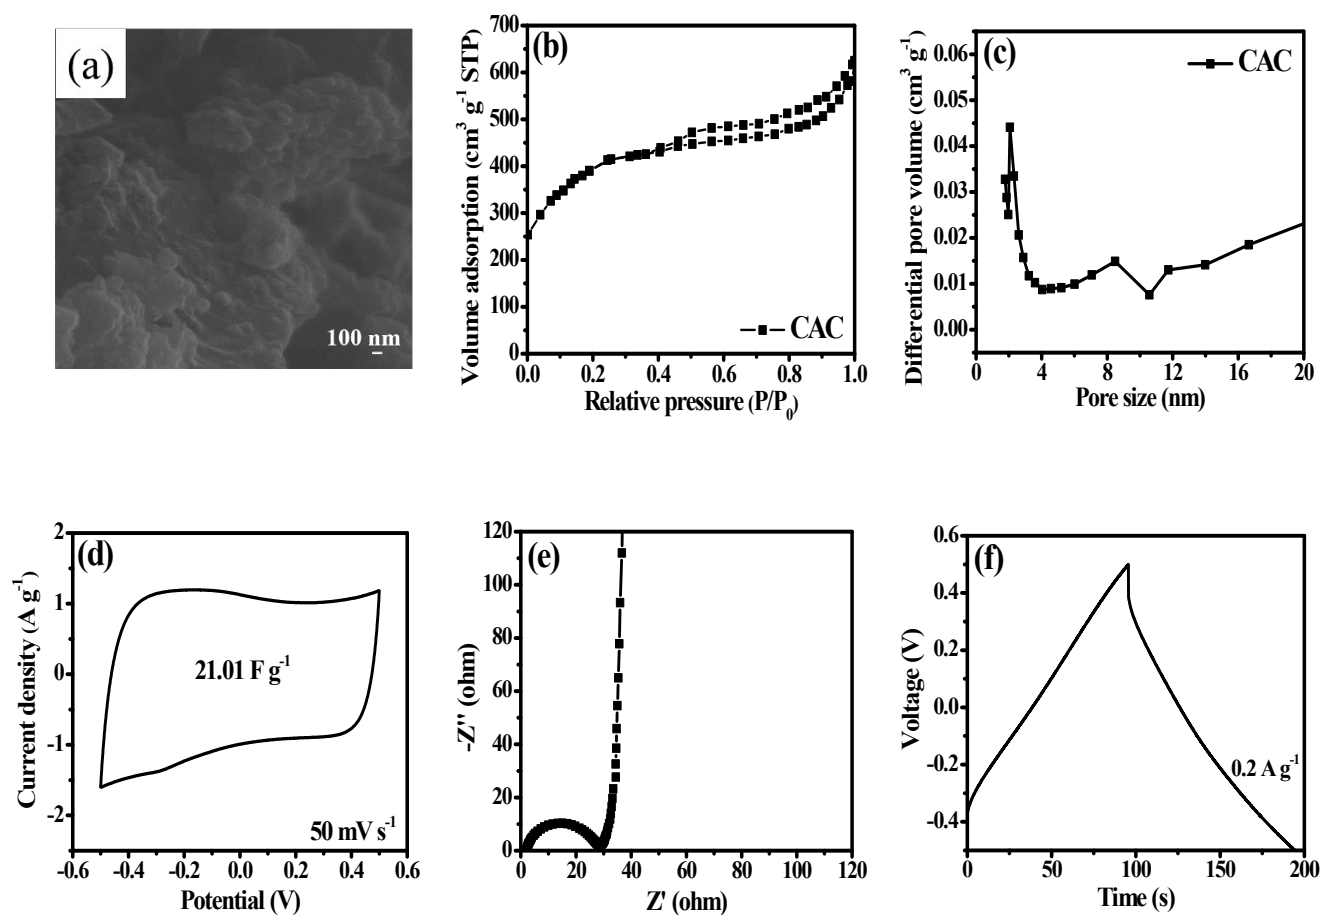 (a)
100 nm
(b)
CAC
Volume adsorption (cm³ g⁻¹ STP)
700
600
500
400
300
200
100
0
0.0 0.2 0.4 0.6 0.8 1.0
Relative pressure (P/P₀)
(c)
CAC
Differential pore volume (cm³ g⁻¹)
0.06
0.05
0.04
0.03
0.02
0.01
0.00
0 4 8 12 16 20
Pore size (nm)
(d)
21.01 F g⁻¹
50 mV s⁻¹
Current density (A g⁻¹)
2
1
0
-1
-2
-0.6 -0.4 -0.2 0.0 0.2 0.4 0.6
Potential (V)
(e)
-Z'' (ohm)
120
100
80
60
40
20
0
0 20 40 60 80 100 120
Z' (ohm)
(f)
0.2 A g⁻¹
Voltage (V)
0.6
0.4
0.2
0.0
-0.2
-0.4
0 50 100 150 200
Time (s)